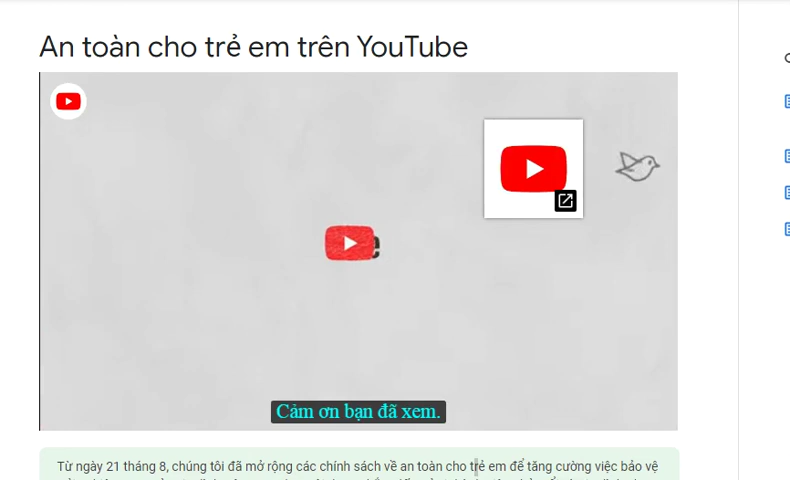 An toàn cho trẻ em trên YouTube
Cảm ơn bạn đã xem.
Từ ngày 21 tháng 8, chúng tôi đã mở rộng các chính sách về an toàn cho trẻ em để tăng cường việc bảo vệ